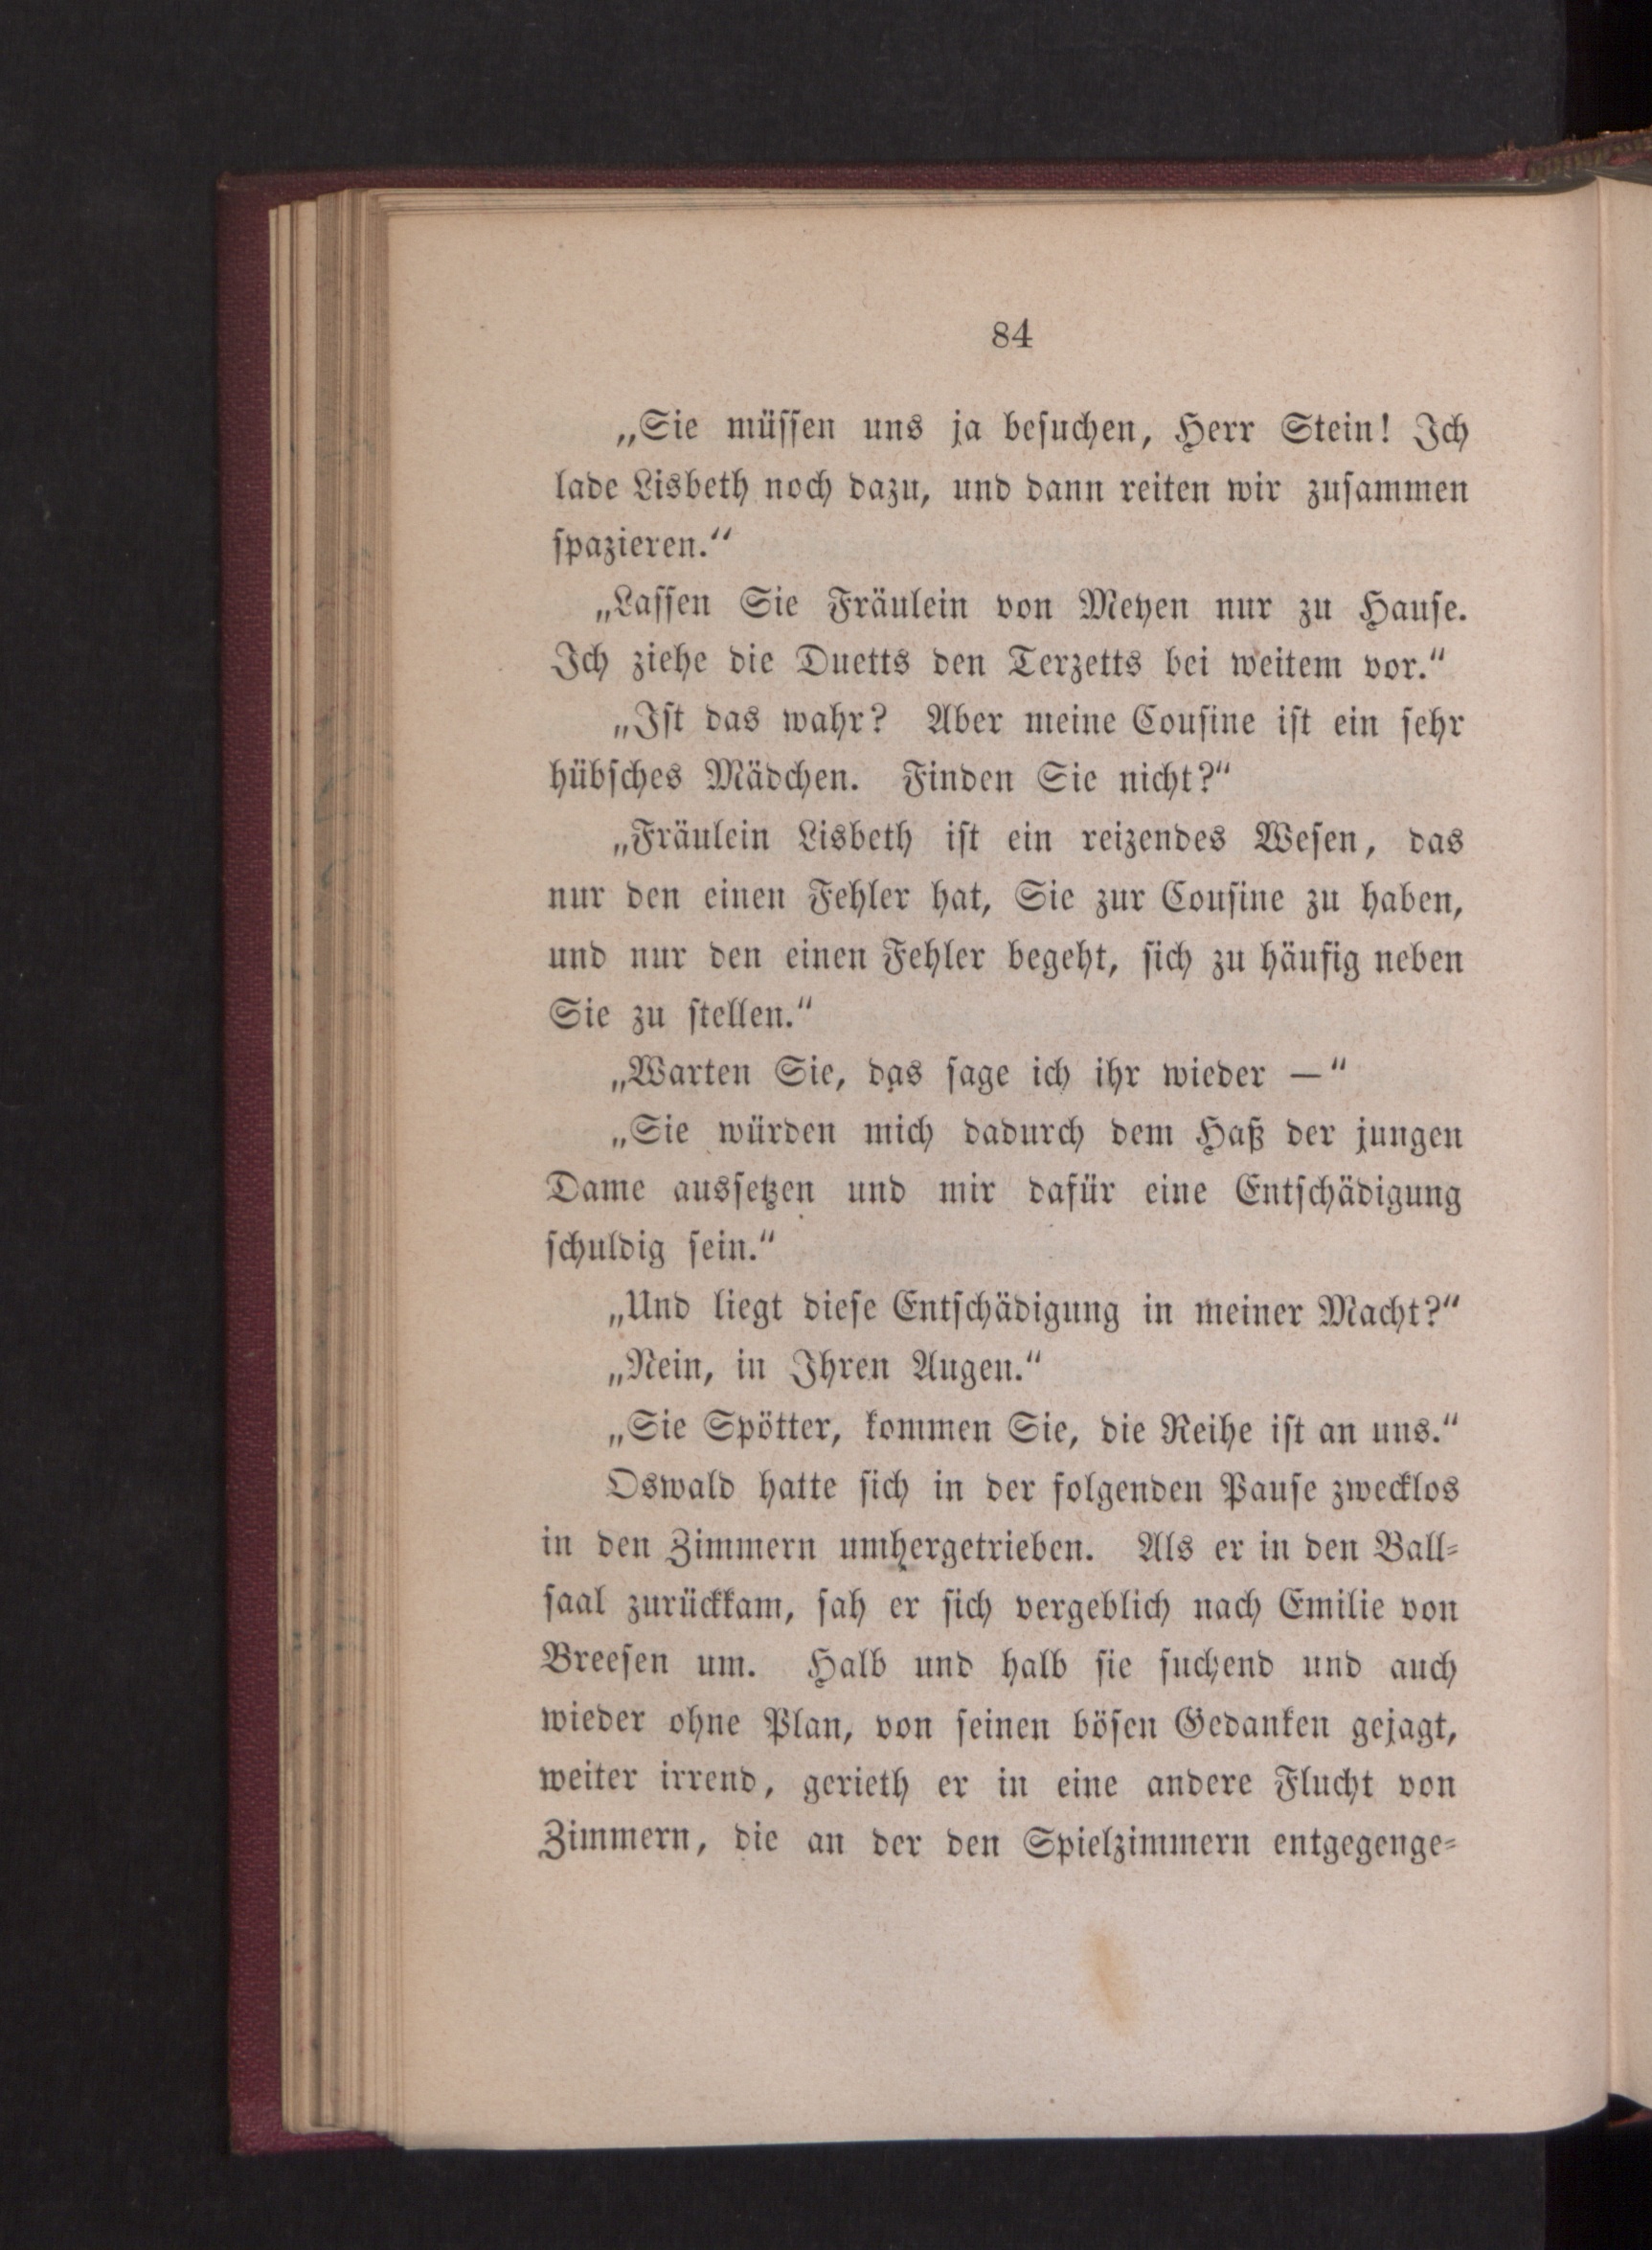 84
„Sie müssen uns ja besuchen, Herr Stein! Ich
lade Lisbeth noch dazu, und dann reiten wir zusammen
spazieren.“
„Lassen Sie Fräulein von Meyen nur zu Hause.
Ich ziehe die Duetts den Terzetts bei weitem vor.“
„Ist das wahr? Aber meine Cousine ist ein sehr
hübsches Mädchen. Finden Sie nicht?“
„Fräulein Lisbeth ist ein reizendes Wesen, das
nur den einen Fehler hat, Sie zur Cousine zu haben,
und nur den einen Fehler begeht, sich zu häufig neben
Sie zu stellen.“
„Warten Sie, das sage ich ihr wieder —“
„Sie würden mich dadurch dem Haß der jungen
Dame aussetzen und mir dafür eine Entschädigung
schuldig sein.“
„Und liegt diese Entschädigung in meiner Macht?“
„Nein, in Ihren Augen.“
„Sie Spötter, kommen Sie, die Reihe ist an uns.“
Oswald hatte sich in der folgenden Pause zwecklos
in den Zimmern umhergetrieben. Als er in den Ball-
saal zurückkam, sah er sich vergeblich nach Emilie von
Breesen um. Halb und halb sie suchend und auch
wieder ohne Plan, von seinen bösen Gedanken gejagt,
weiter irrend, gerieth er in eine andere Flucht von
Zimmern, die an der den Spielzimmern entgegenge-